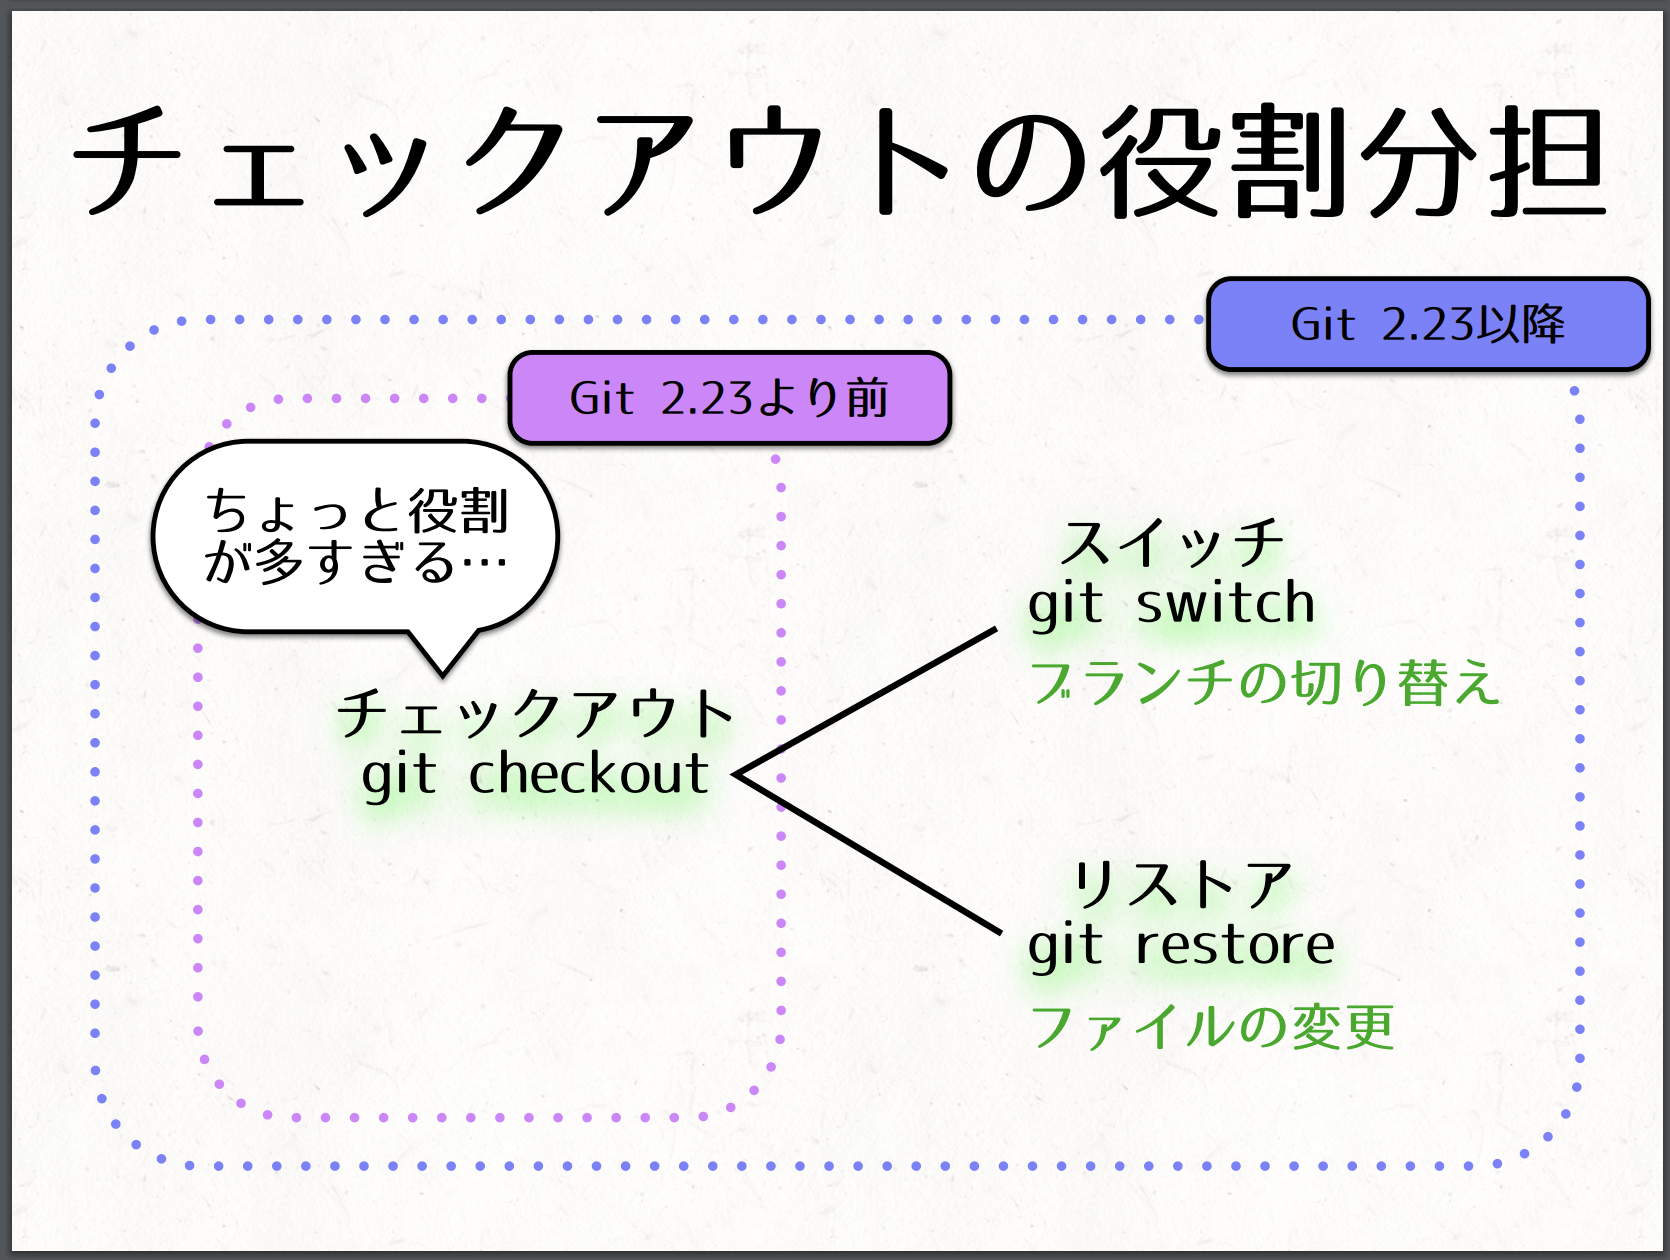 チェックアウトの役割分担
Git 2.23以降
Git 2.23より前
ちょっと役割
が多すぎる…
チェックアウト
git checkout
スイッチ
git switch
ブランチの切り替え
リストア
git restore
ファイルの変更